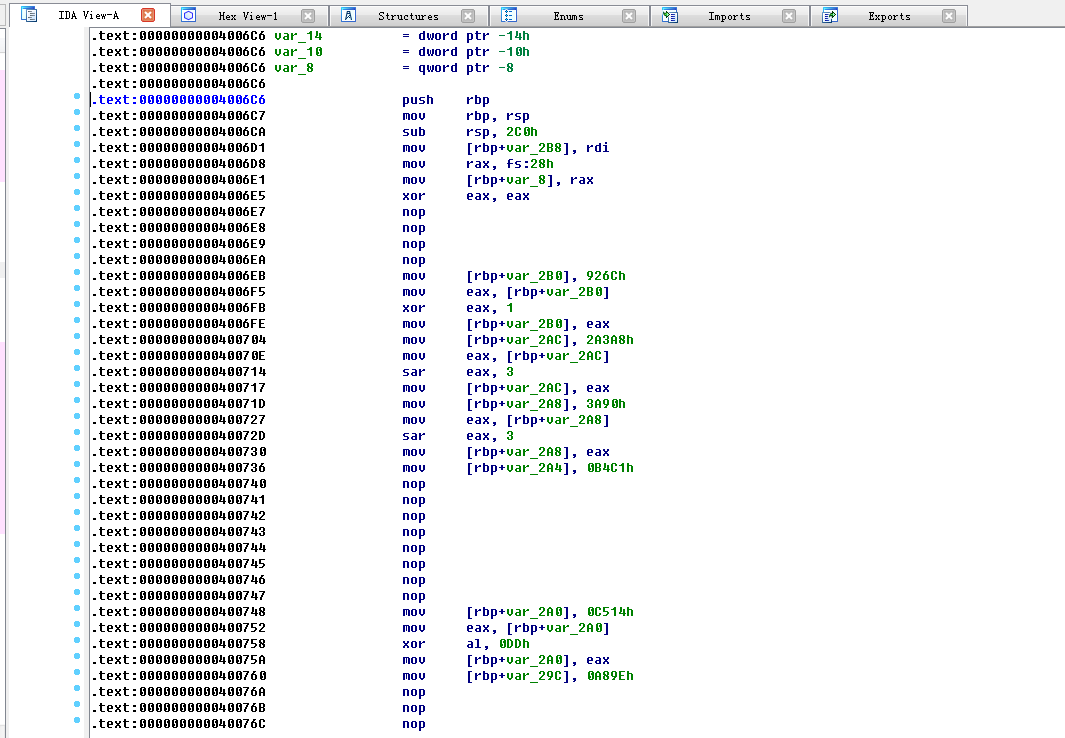 IDA View-A Hex View-1 Structures Enums Imports Exports
.text:00000000004006C6 var_14 = dword ptr -14h
.text:00000000004006C6 var_10 = dword ptr -10h
.text:00000000004006C6 var_8 = qword ptr -8
.text:00000000004006C6
.text:00000000004006C6 push rbp
.text:00000000004006C7 mov rbp, rsp
.text:00000000004006CA sub rsp, 2C0h
.text:00000000004006D1 mov [rbp+var_2B8], rdi
.text:00000000004006D8 mov rax, fs:28h
.text:00000000004006E1 mov [rbp+var_8], rax
.text:00000000004006E5 xor eax, eax
.text:00000000004006E7 nop
.text:00000000004006E8 nop
.text:00000000004006E9 nop
.text:00000000004006EA nop
.text:00000000004006EB mov [rbp+var_2B0], 926Ch
.text:00000000004006F5 mov eax, [rbp+var_2B0]
.text:00000000004006FB xor eax, 1
.text:00000000004006FE mov [rbp+var_2B0], eax
.text:0000000000400704 mov [rbp+var_2AC], 2A3A8h
.text:000000000040070E mov eax, [rbp+var_2AC]
.text:0000000000400714 sar eax, 3
.text:0000000000400717 mov [rbp+var_2AC], eax
.text:000000000040071D mov [rbp+var_2A8], 3A90h
.text:0000000000400727 mov eax, [rbp+var_2A8]
.text:000000000040072D sar eax, 3
.text:0000000000400730 mov [rbp+var_2A8], eax
.text:0000000000400736 mov [rbp+var_2A4], 0B4C1h
.text:0000000000400740 nop
.text:0000000000400741 nop
.text:0000000000400742 nop
.text:0000000000400743 nop
.text:0000000000400744 nop
.text:0000000000400745 nop
.text:0000000000400746 nop
.text:0000000000400747 nop
.text:0000000000400748 mov [rbp+var_2A0], 0C514h
.text:0000000000400752 mov eax, [rbp+var_2A0]
.text:0000000000400758 xor al, 0DDh
.text:000000000040075A mov [rbp+var_2A0], eax
.text:0000000000400760 mov [rbp+var_29C], 0A89Eh
.text:000000000040076A nop
.text:000000000040076B nop
.text:000000000040076C nop